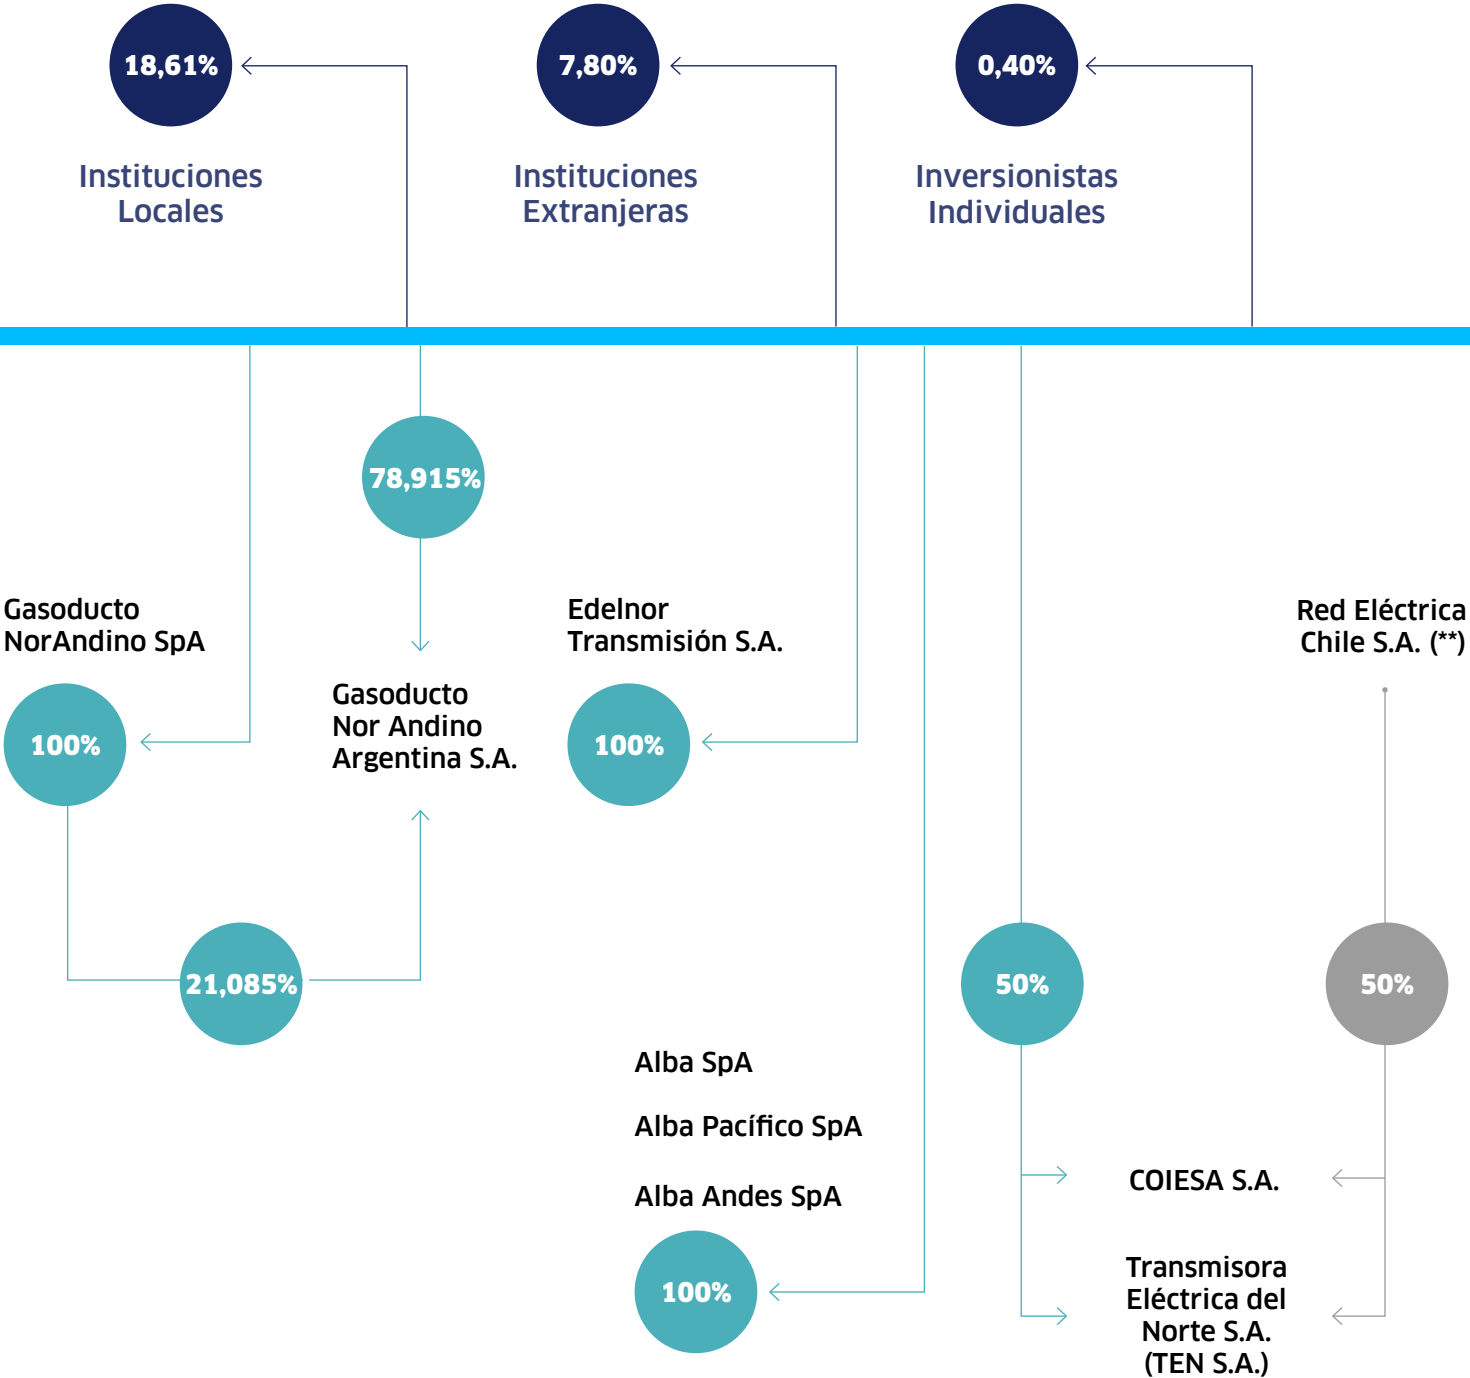 18,61%
7,80%
0,40%
Instituciones
Locales
Instituciones
Extranjeras
Inversionistas
Individuales
78,915%
Gasoducto
NorAndino SpA
100%
Gasoducto
Nor Andino
Argentina S.A.
21,085%
Edelnor
Transmisión S.A.
100%
Red Eléctrica
Chile S.A. (**)
50%
50%
Alba SpA
Alba Pacífico SpA
Alba Andes SpA
100%
COIESA S.A.
Transmisora
Eléctrica del
Norte S.A.
(TEN S.A.)